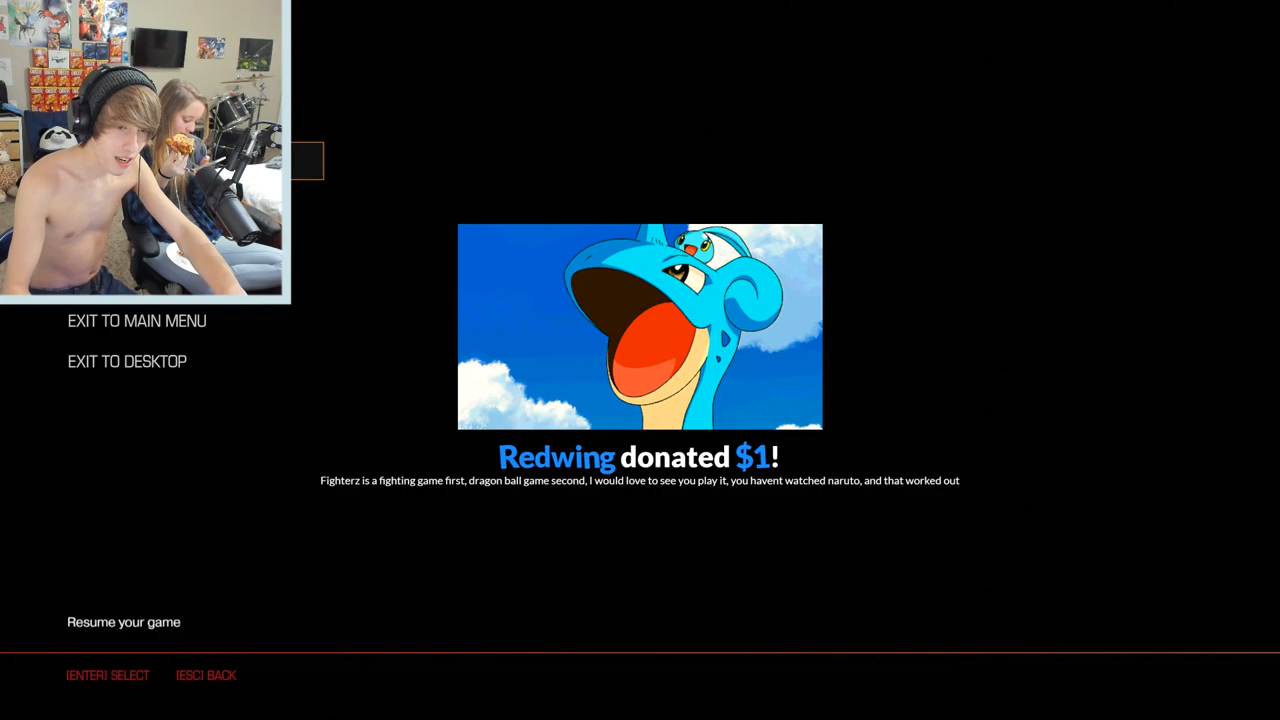 EXIT TO MAIN MENU
EXIT TO DESKTOP
Redwing donated $1!
Fighterz is a fighting game first, dragon ball game second, I would love to see you play it, you havent watched naruto, and that worked out
Resume your game
[ENTER] SELECT [ESC] BACK